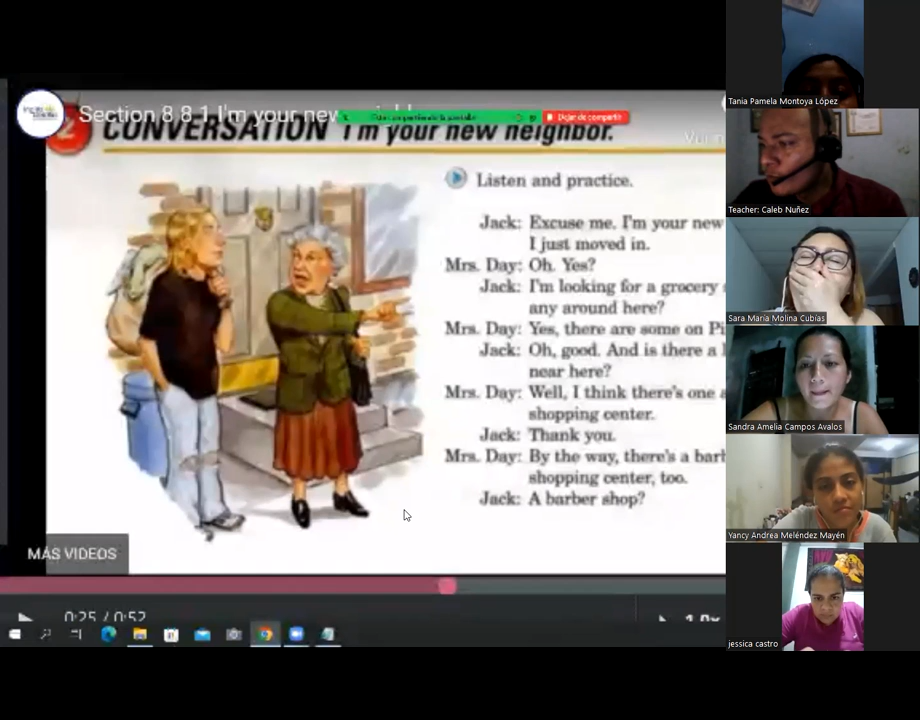 Section 8 8.1 I'm your new
2 CONVERSATION I'm your new neighbor.
Dejar de compartir
Listen and practice.
Jack: Excuse me. I'm your new
I just moved in.
Mrs. Day: Oh. Yes?
Jack: I'm looking for a grocery
any around here?
Mrs. Day: Yes, there are some on
Jack: Oh, good. And is there a
near here?
Mrs. Day: Well, I think there's one
shopping center.
Jack: Thank you.
Mrs. Day: By the way, there's a
shopping center, too.
Jack: A barber shop?
MÁS VIDEOS
0:25 / 0:52
Tania Pamela Montoya López
Teacher: Caleb Nuñez
Sara María Molina Cubías
Sandra Amelia Campos Avalos
Yancy Andrea Meléndez Mayén
jessica castro